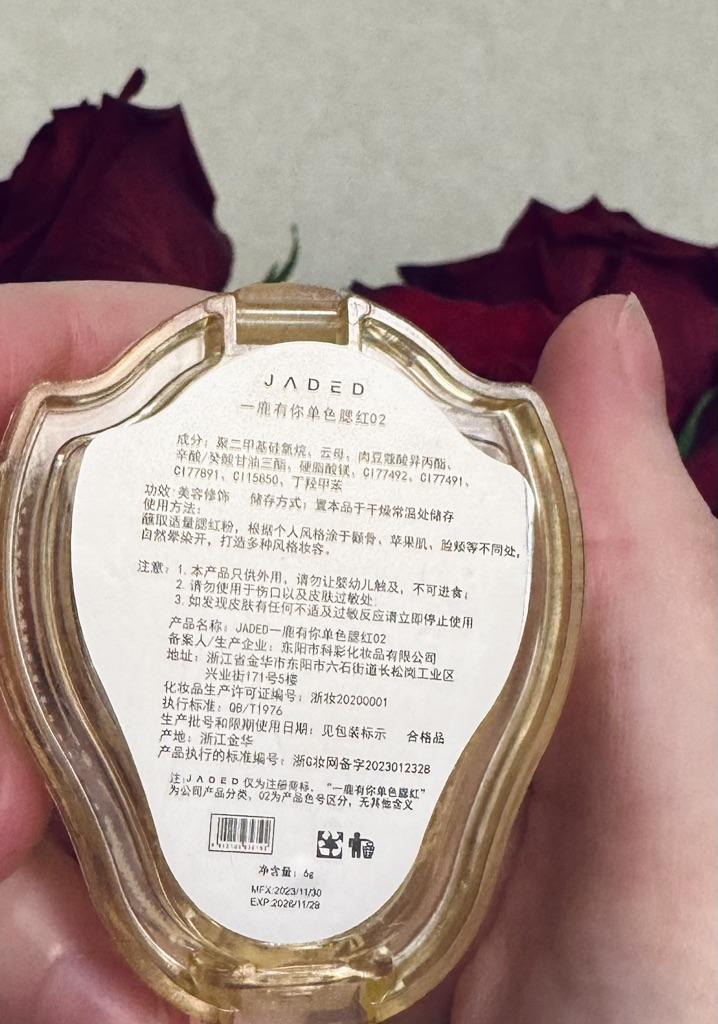 JADED
一鹿有你单色腮红02
成分：聚二甲基硅氧烷、云母、肉豆蔻酸异丙酯、
辛酸/癸酸甘油三酯、硬脂酸镁、CI77492、CI77491、
CI77891、CI15850、丁羟甲苯
功效：美容修饰 储存方式：置本品于干燥常温处储存
使用方法：
蘸取适量腮红粉，根据个人风格涂于颧骨、苹果肌、脸颊等不同处，
自然晕染开，打造多种风格妆容。
注意：1. 本产品只供外用，请勿让婴幼儿触及，不可进食；
2. 请勿使用于伤口以及皮肤过敏处
3. 如发现皮肤有任何不适及过敏反应请立即停止使用
产品名称：JADED一鹿有你单色腮红02
备案人/生产企业：东阳市科彩化妆品有限公司
地址：浙江省金华市东阳市六石街道长松岗工业区
兴业街171号5楼
化妆品生产许可证编号：浙妆20200001
执行标准：QB/T1976
生产批号和限期使用日期：见包装标示 合格品
产地：浙江金华
产品执行的标准编号：浙G妆网备字2023012328
注：JADED仅为注册商标，“一鹿有你单色腮红”
为公司产品分类，02为产品色号区分，无其他含义
净含量：6g
MFX:2023/11/30
EXP:2026/11/29